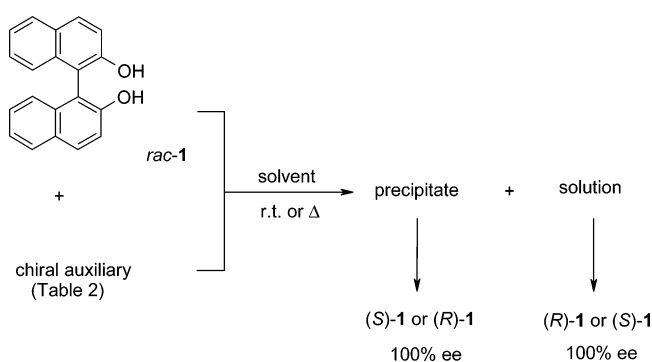 OH
OH
rac-1
+
chiral auxiliary
(Table 2)
solvent
r.t. or Δ
precipitate + solution
(S)-1 or (R)-1 (R)-1 or (S)-1
100% ee 100% ee